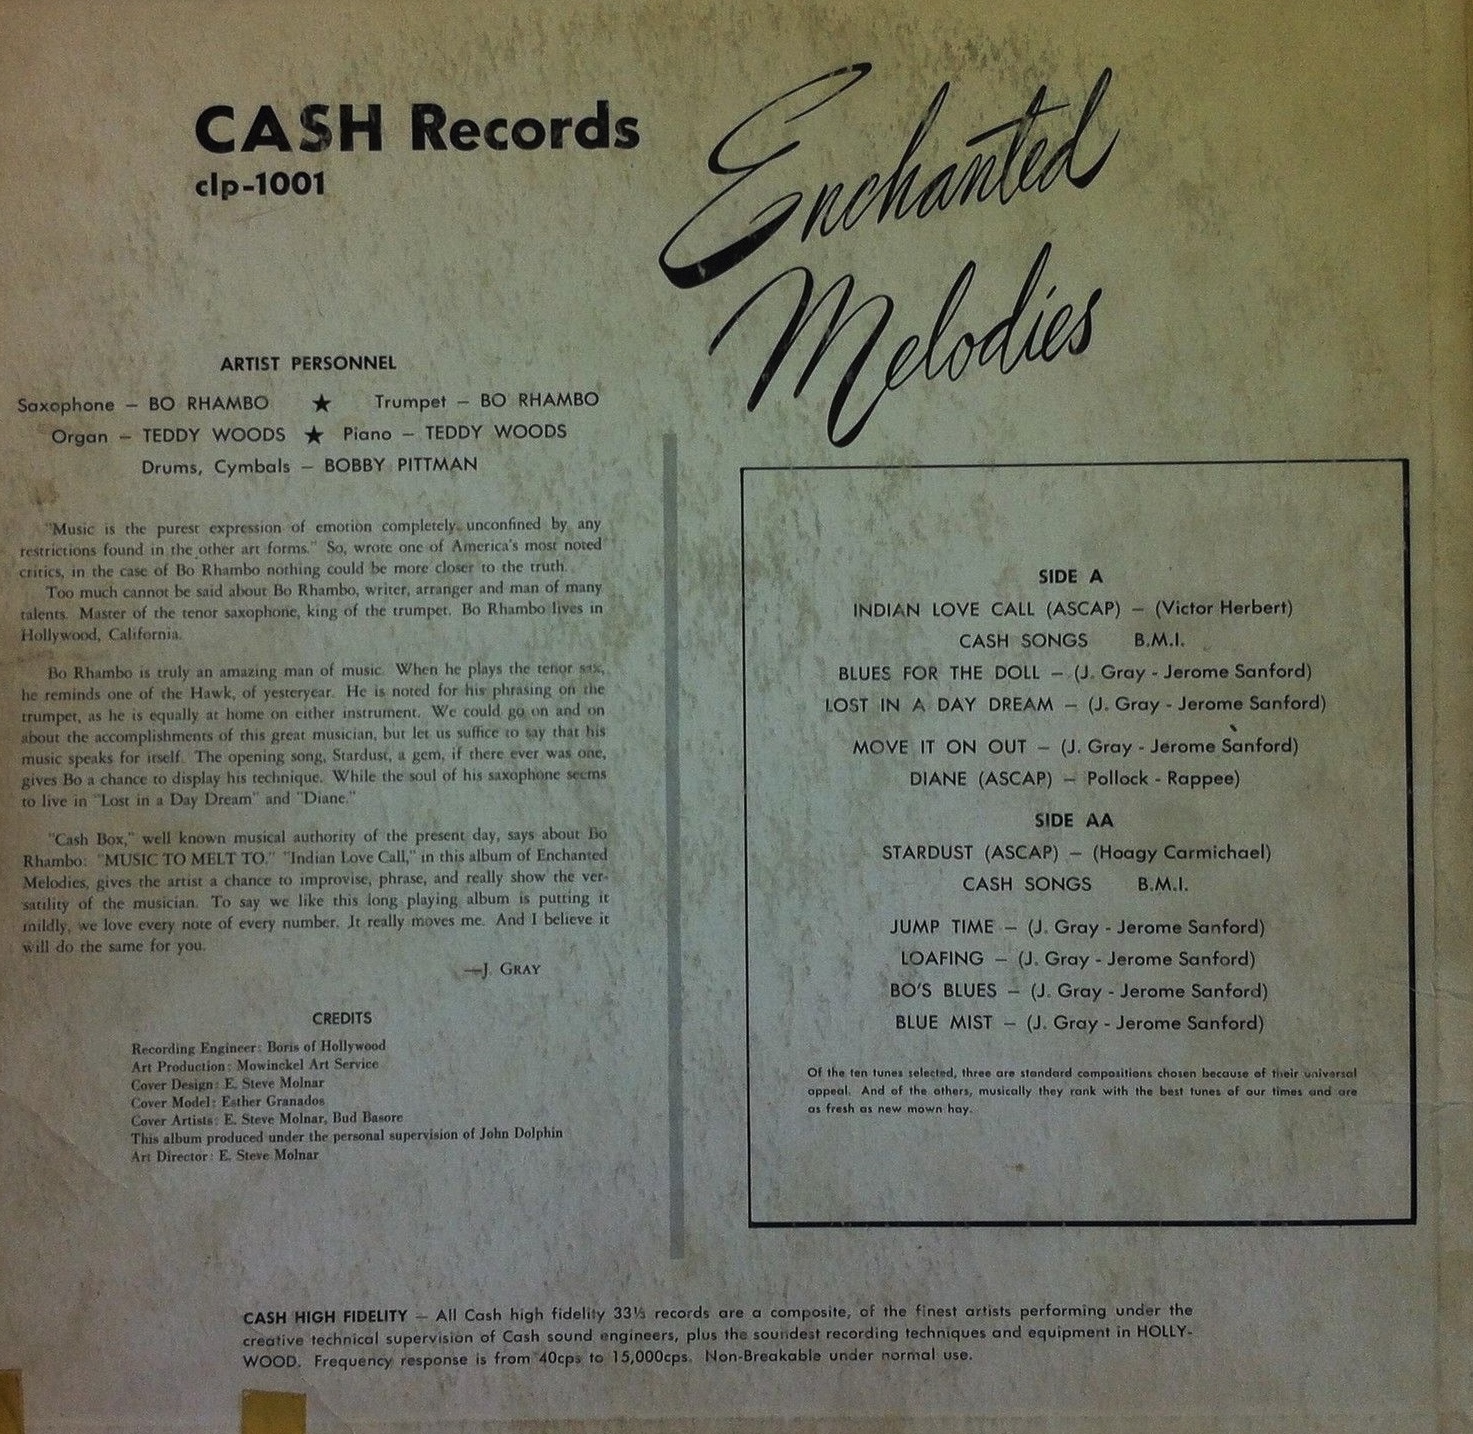 CASH Records
clp-1001
Enchanted
Melodies
ARTIST PERSONNEL
Saxophone – BO RHAMBO ★ Trumpet – BO RHAMBO
Organ – TEDDY WOODS ★ Piano – TEDDY WOODS
Drums, Cymbals – BOBBY PITTMAN
"Music is the purest expression of emotion completely unconfined by any
restrictions found in the other art forms." So, wrote one of America's most noted
critics, in the case of Bo Rhambo nothing could be more closer to the truth.
Too much cannot be said about Bo Rhambo, writer, arranger and man of many
talents. Master of the tenor saxophone, king of the trumpet. Bo Rhambo lives in
Hollywood, California.
Bo Rhambo is truly an amazing man of music. When he plays the tenor sax,
he reminds one of the Hawk, of yesteryear. He is noted for his phrasing on the
trumpet, as he is equally at home on either instrument. We could go on and on
about the accomplishments of this great musician, but let us suffice to say that his
music speaks for itself. The opening song, Stardust, a gem, if there ever was one,
gives Bo a chance to display his technique. While the soul of his saxophone seems
to live in "Lost in a Day Dream" and "Diane."
"Cash Box," well known musical authority of the present day, says about Bo
Rhambo: "MUSIC TO MELT TO." "Indian Love Call," in this album of Enchanted
Melodies, gives the artist a chance to improvise, phrase, and really show the ver-
satility of the musician. To say we like this long playing album is putting it
mildly, we love every note of every number. It really moves me. And I believe it
will do the same for you.
—J. GRAY
CREDITS
Recording Engineer: Boris of Hollywood
Art Production: Mowinckel Art Service
Cover Design: E. Steve Molnar
Cover Model: Esther Granados
Cover Artists: E. Steve Molnar, Bud Basore
This album produced under the personal supervision of John Dolphin
Art Director: E. Steve Molnar
SIDE A
INDIAN LOVE CALL (ASCAP) – (Victor Herbert)
CASH SONGS B.M.I.
BLUES FOR THE DOLL – (J. Gray - Jerome Sanford)
LOST IN A DAY DREAM – (J. Gray - Jerome Sanford)
MOVE IT ON OUT – (J. Gray - Jerome Sanford)
DIANE (ASCAP) – Pollock - Rappee)
SIDE AA
STARDUST (ASCAP) – (Hoagy Carmichael)
CASH SONGS B.M.I.
JUMP TIME – (J. Gray - Jerome Sanford)
LOAFING – (J. Gray - Jerome Sanford)
BO'S BLUES – (J. Gray - Jerome Sanford)
BLUE MIST – (J. Gray - Jerome Sanford)
Of the ten tunes selected, three are standard compositions chosen because of their universal
appeal. And of the others, musically they rank with the best tunes of our times and are
as fresh as new mown hay.
CASH HIGH FIDELITY – All Cash high fidelity 33⅓ records are a composite, of the finest artists performing under the
creative technical supervision of Cash sound engineers, plus the soundest recording techniques and equipment in HOLLY-
WOOD. Frequency response is from 40cps to 15,000cps. Non-Breakable under normal use.